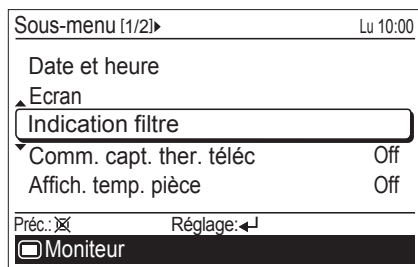 Sous-menu [1/2] Lu 10:00
Date et heure
Ecran
Indication filtre
Comm. capt. ther. téléc Off
Affich. temp. pièce Off
Préc.: Réglage:
Moniteur